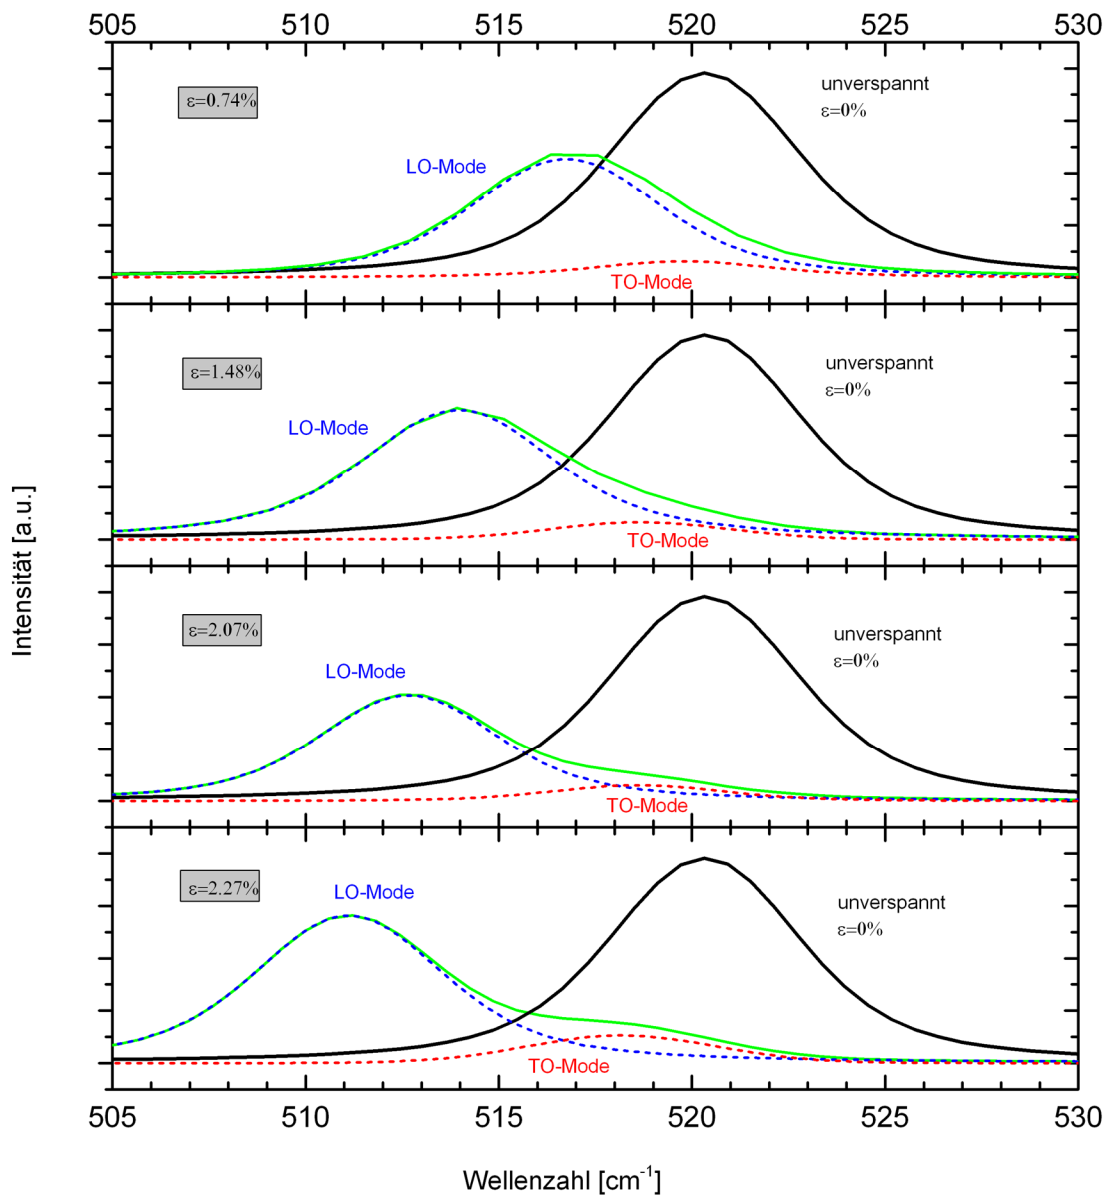 505 510 515 520 525 530
ε=0.74%
unverspannt
ε=0%
LO-Mode
TO-Mode
ε=1.48%
unverspannt
ε=0%
LO-Mode
TO-Mode
Intensität [a.u.]
ε=2.07%
unverspannt
ε=0%
LO-Mode
TO-Mode
ε=2.27%
LO-Mode
unverspannt
ε=0%
TO-Mode
505 510 515 520 525 530
Wellenzahl [cm⁻¹]